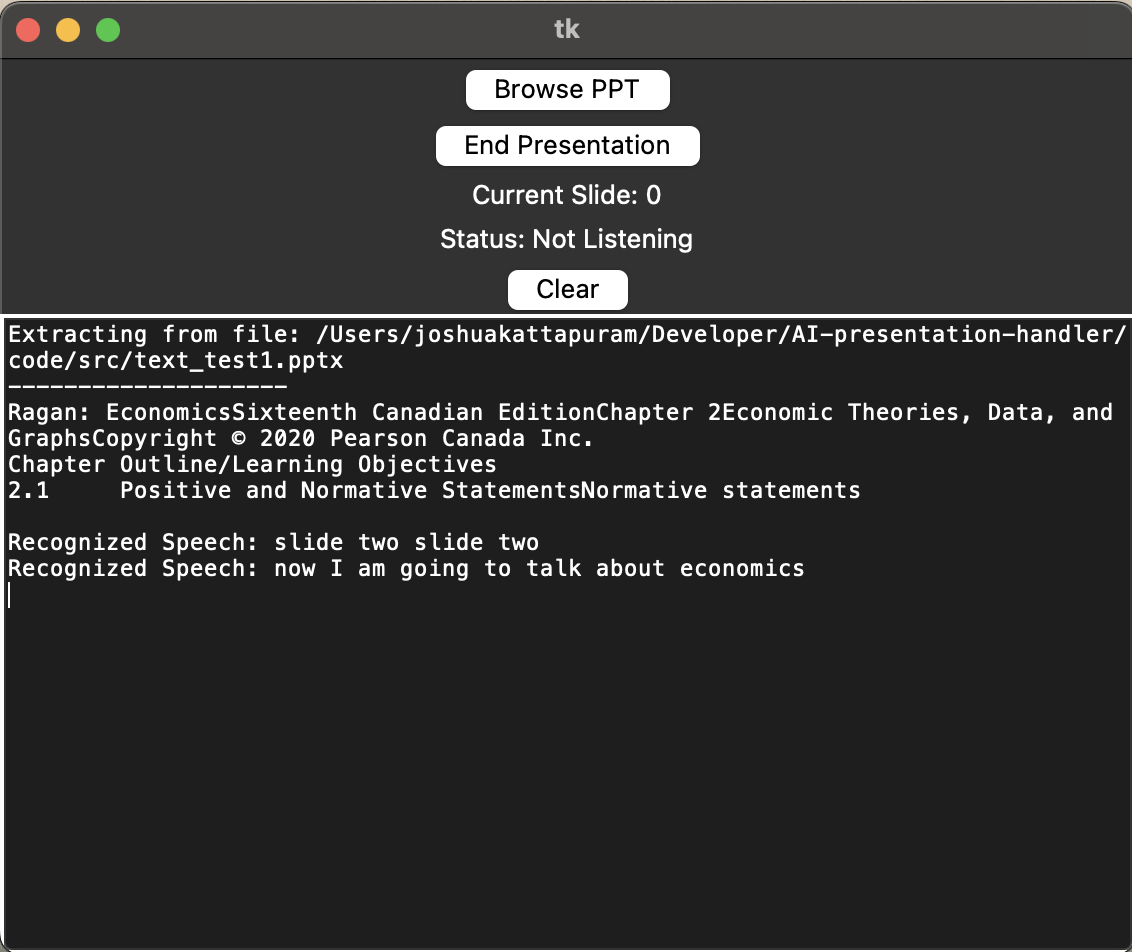 tk
Browse PPT
End Presentation
Current Slide: 0
Status: Not Listening
Clear
Extracting from file: /Users/joshuakattapuram/Developer/AI-presentation-handler/
code/src/text_test1.pptx
--------------------
Ragan: EconomicsSixteenth Canadian EditionChapter 2Economic Theories, Data, and
GraphsCopyright © 2020 Pearson Canada Inc.
Chapter Outline/Learning Objectives
2.1     Positive and Normative StatementsNormative statements
Recognized Speech: slide two slide two
Recognized Speech: now I am going to talk about economics